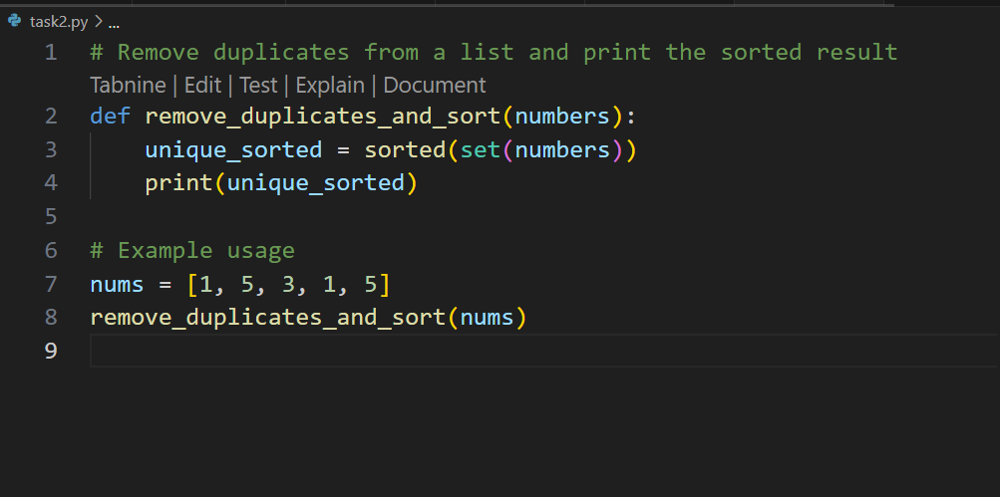 task2.py > ...
1 # Remove duplicates from a list and print the sorted result
Tabnine | Edit | Test | Explain | Document
2 def remove_duplicates_and_sort(numbers):
3     unique_sorted = sorted(set(numbers))
4     print(unique_sorted)
5
6 # Example usage
7 nums = [1, 5, 3, 1, 5]
8 remove_duplicates_and_sort(nums)
9